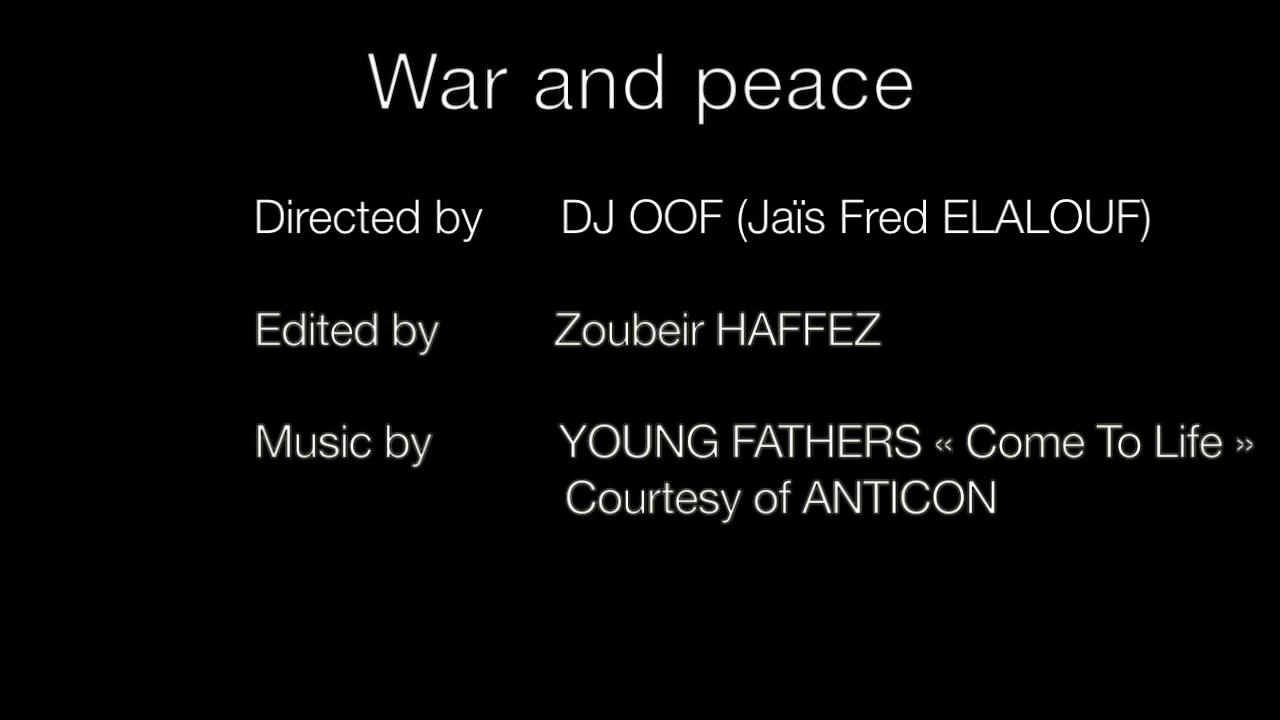 War and peace
Directed by DJ OOF (Jaïs Fred ELALOUF)
Edited by Zoubeir HAFFEZ
Music by YOUNG FATHERS « Come To Life »
Courtesy of ANTICON